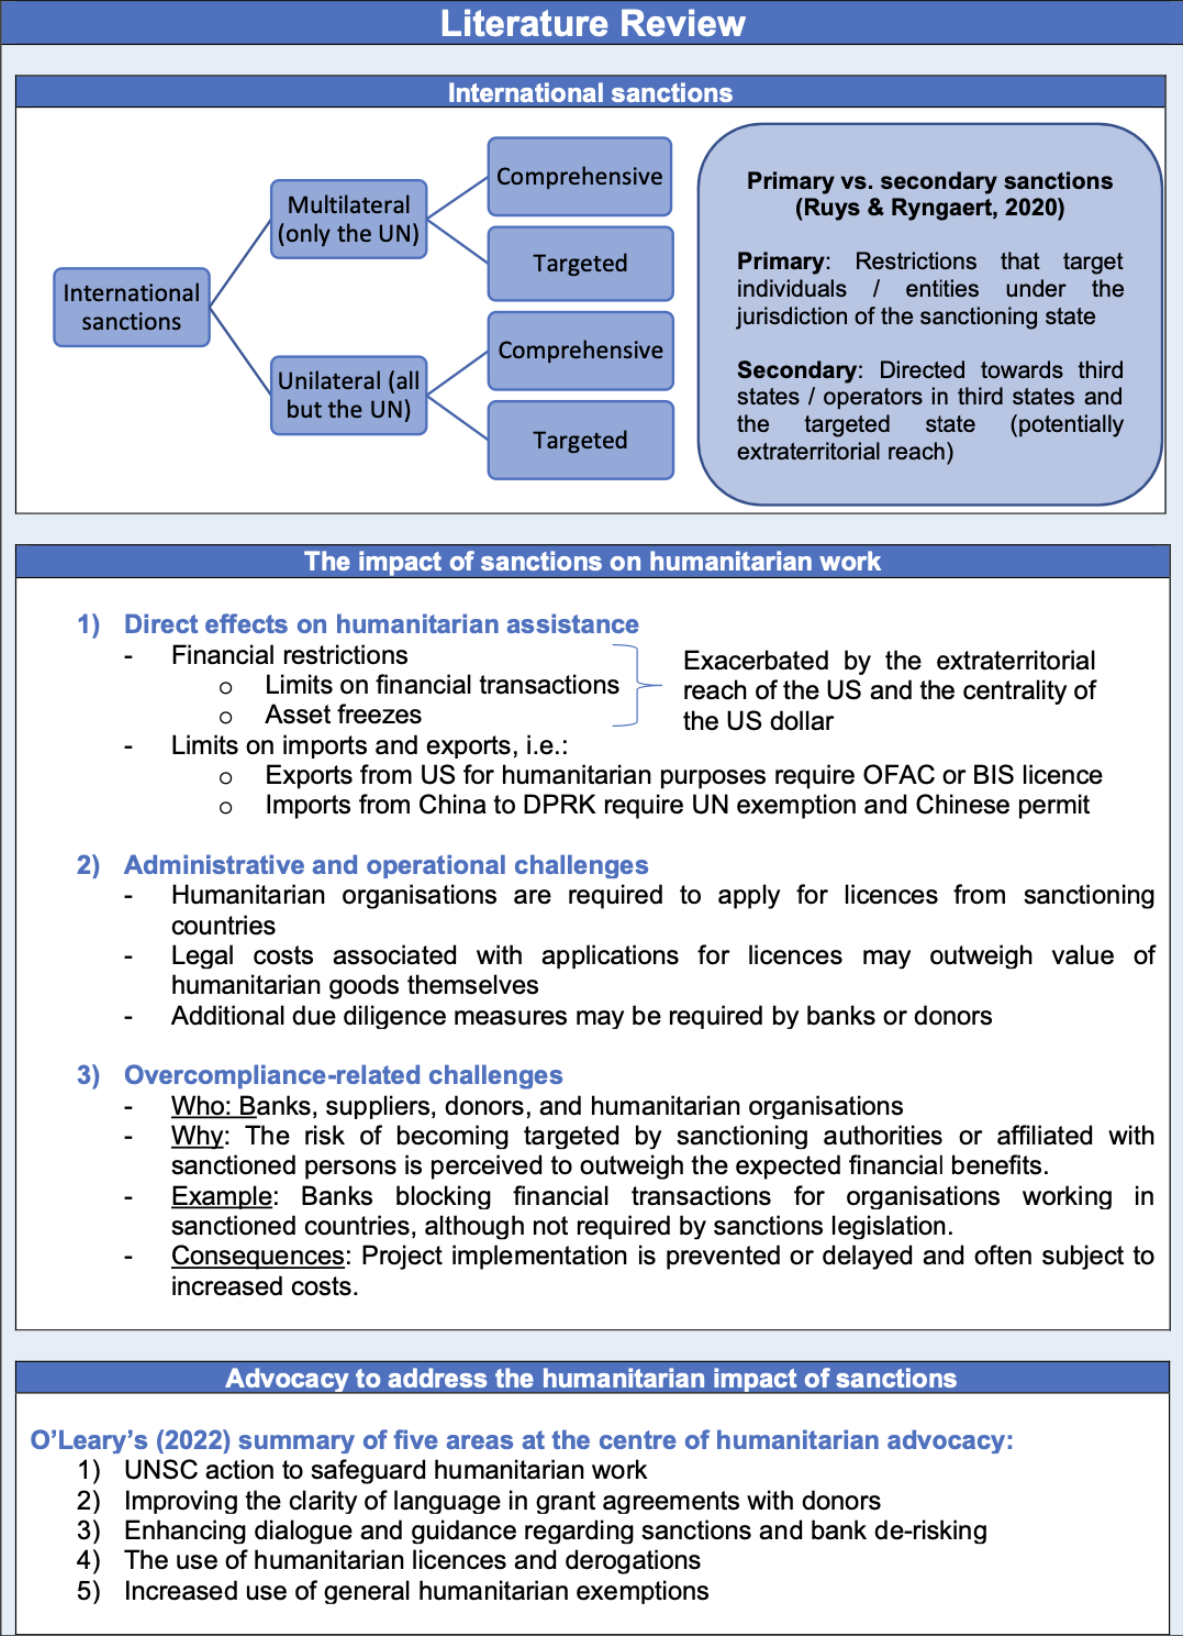 Literature Review
International sanctions
International
sanctions
Multilateral
(only the UN)
Comprehensive
Targeted
Unilateral (all
but the UN)
Comprehensive
Targeted
Primary vs. secondary sanctions
(Ruys & Ryngaert, 2020)
Primary: Restrictions that target
individuals / entities under the
jurisdiction of the sanctioning state
Secondary: Directed towards third
states / operators in third states and
the targeted state (potentially
extraterritorial reach)
The impact of sanctions on humanitarian work
1) Direct effects on humanitarian assistance
- Financial restrictions
o Limits on financial transactions
o Asset freezes
Exacerbated by the extraterritorial
reach of the US and the centrality of
the US dollar
- Limits on imports and exports, i.e.:
o Exports from US for humanitarian purposes require OFAC or BIS licence
o Imports from China to DPRK require UN exemption and Chinese permit
2) Administrative and operational challenges
- Humanitarian organisations are required to apply for licences from sanctioning
countries
- Legal costs associated with applications for licences may outweigh value of
humanitarian goods themselves
- Additional due diligence measures may be required by banks or donors
3) Overcompliance-related challenges
- Who: Banks, suppliers, donors, and humanitarian organisations
- Why: The risk of becoming targeted by sanctioning authorities or affiliated with
sanctioned persons is perceived to outweigh the expected financial benefits.
- Example: Banks blocking financial transactions for organisations working in
sanctioned countries, although not required by sanctions legislation.
- Consequences: Project implementation is prevented or delayed and often subject to
increased costs.
Advocacy to address the humanitarian impact of sanctions
O’Leary’s (2022) summary of five areas at the centre of humanitarian advocacy:
1) UNSC action to safeguard humanitarian work
2) Improving the clarity of language in grant agreements with donors
3) Enhancing dialogue and guidance regarding sanctions and bank de-risking
4) The use of humanitarian licences and derogations
5) Increased use of general humanitarian exemptions